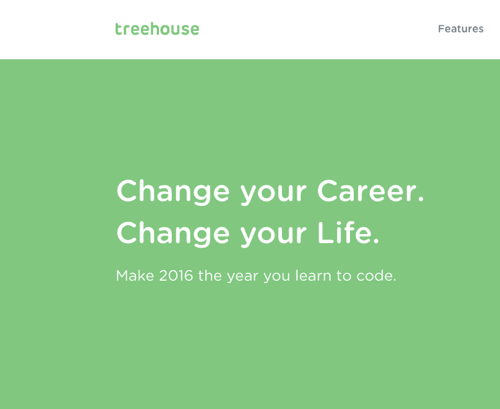 treehouse
Features
Change your Career.
Change your Life.
Make 2016 the year you learn to code.